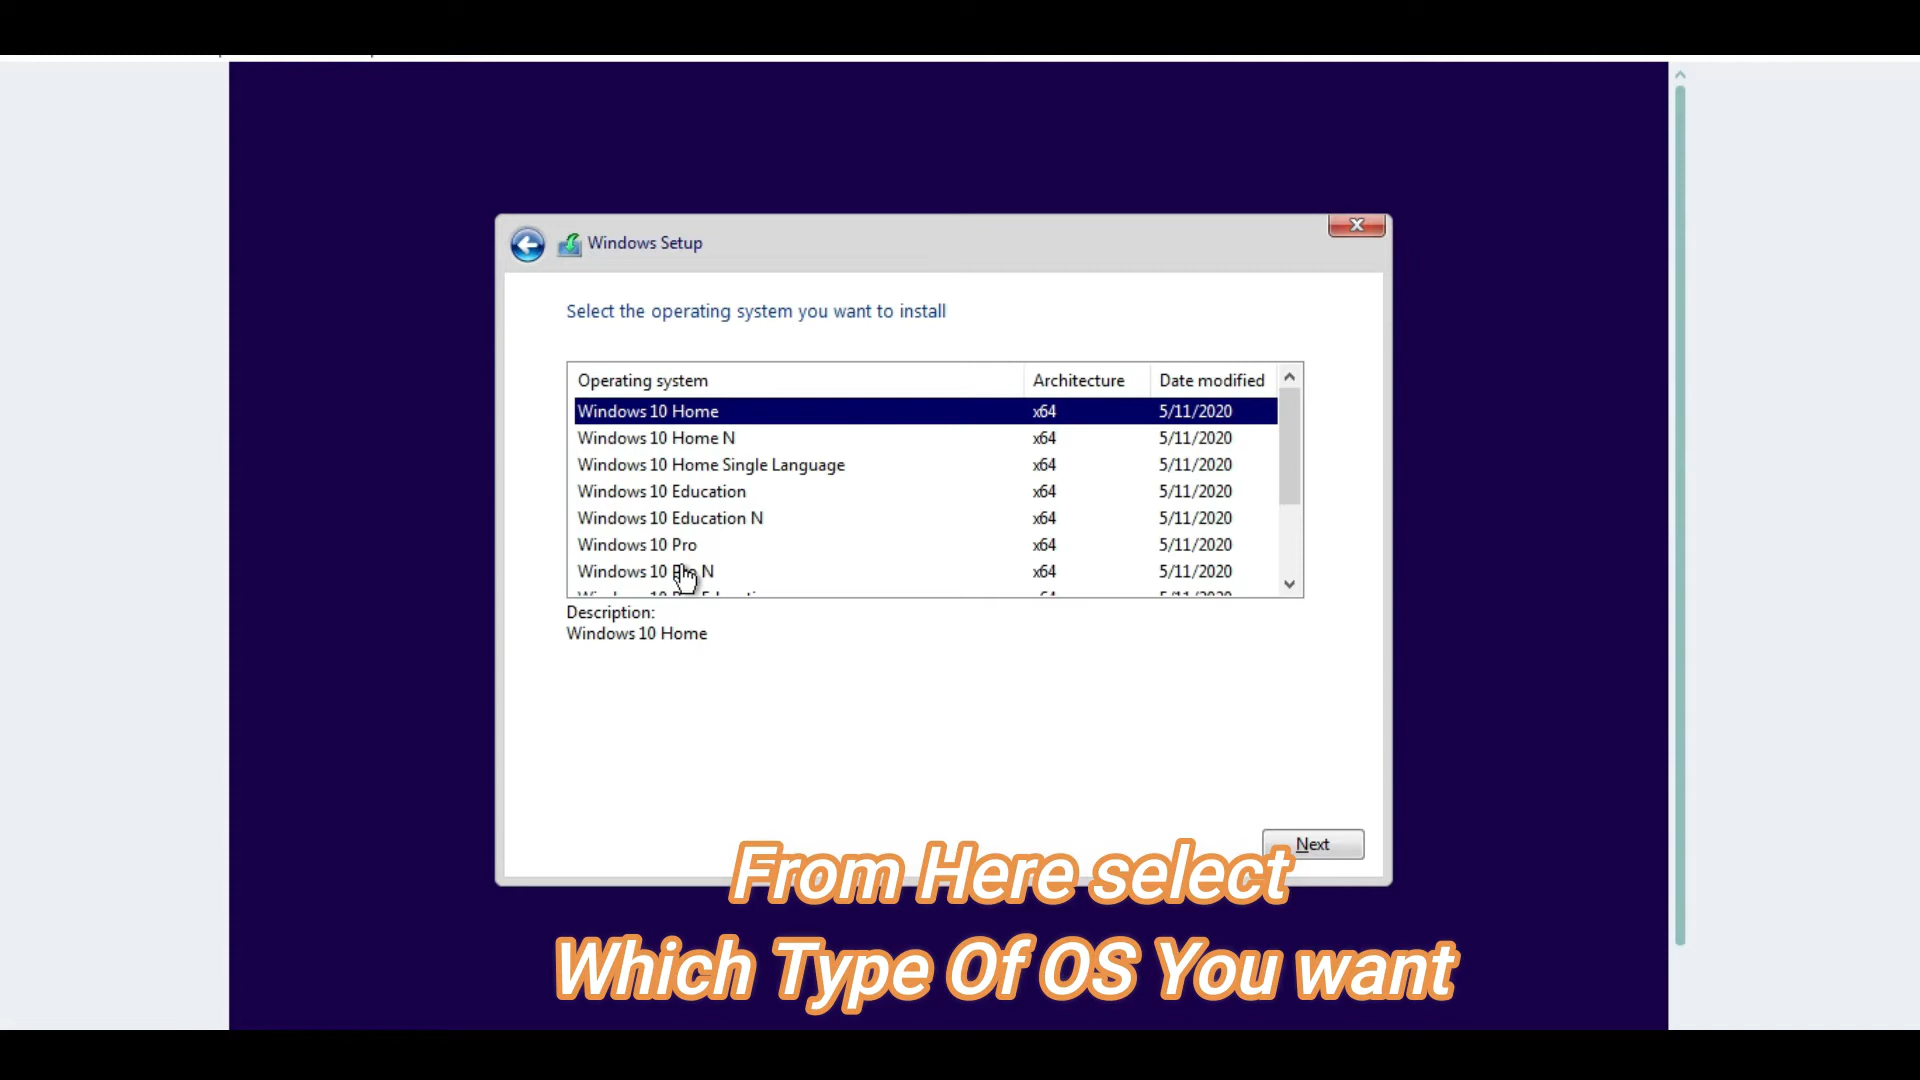 Windows Setup
Select the operating system you want to install
Operating system Architecture Date modified
Windows 10 Home x64 5/11/2020
Windows 10 Home N x64 5/11/2020
Windows 10 Home Single Language x64 5/11/2020
Windows 10 Education x64 5/11/2020
Windows 10 Education N x64 5/11/2020
Windows 10 Pro x64 5/11/2020
Windows 10 Pro N x64 5/11/2020
Description:
Windows 10 Home
Next
From Here select
Which Type Of OS You want